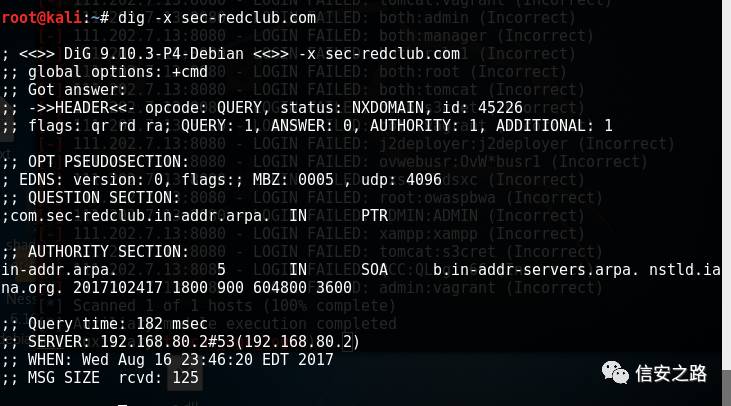 root@kali:~# dig -x sec-redclub.com
; <<>> DiG 9.10.3-P4-Debian <<>> -x sec-redclub.com
;; global options: +cmd
;; Got answer:
;; ->>HEADER<<- opcode: QUERY, status: NXDOMAIN, id: 45226
;; flags: qr rd ra; QUERY: 1, ANSWER: 0, AUTHORITY: 1, ADDITIONAL: 1
;; OPT PSEUDOSECTION:
; EDNS: version: 0, flags:; MBZ: 0005 , udp: 4096
;; QUESTION SECTION:
;com.sec-redclub.in-addr.arpa. IN PTR
;; AUTHORITY SECTION:
in-addr.arpa. 5 IN SOA b.in-addr-servers.arpa. nstld.ia
na.org. 2017102417 1800 900 604800 3600
;; Query time: 182 msec
;; SERVER: 192.168.80.2#53(192.168.80.2)
;; WHEN: Wed Aug 16 23:46:20 EDT 2017
;; MSG SIZE rcvd: 125
信安之路